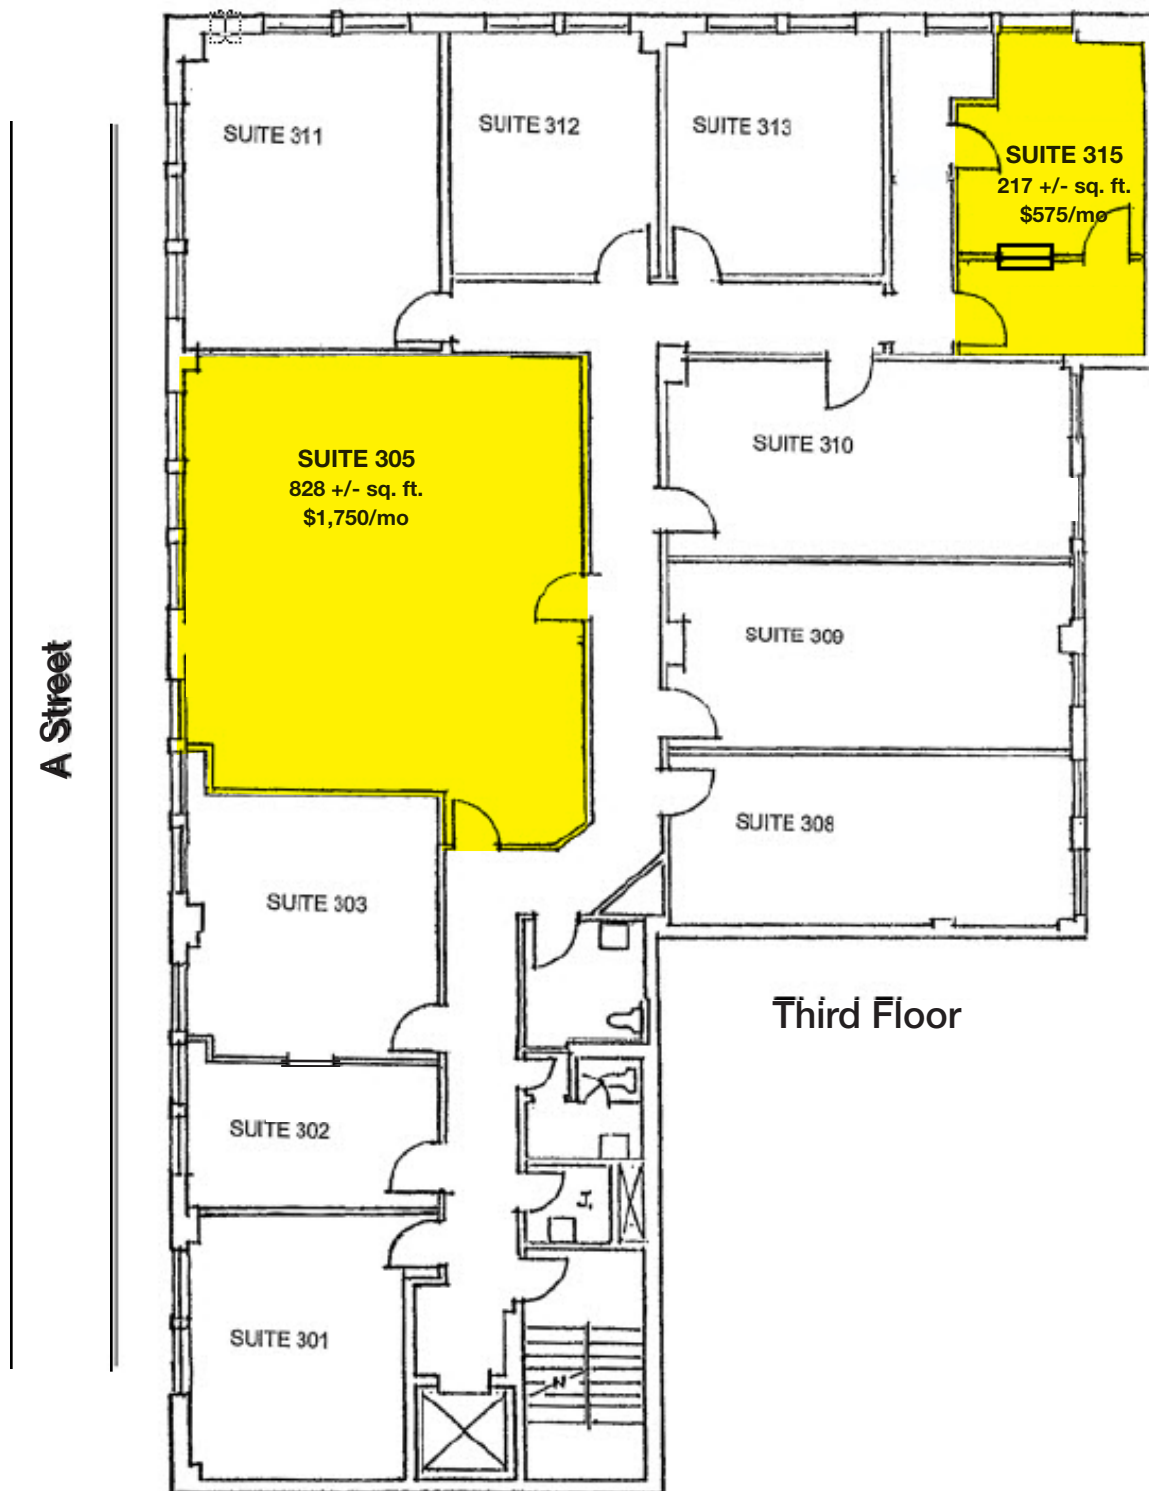 SUITE 311
SUITE 312
SUITE 313
SUITE 315
217 +/- sq. ft.
$575/mo
SUITE 305
828 +/- sq. ft.
$1,750/mo
SUITE 310
SUITE 309
SUITE 308
A Street
SUITE 303
Third Floor
SUITE 302
J.
SUITE 301
N